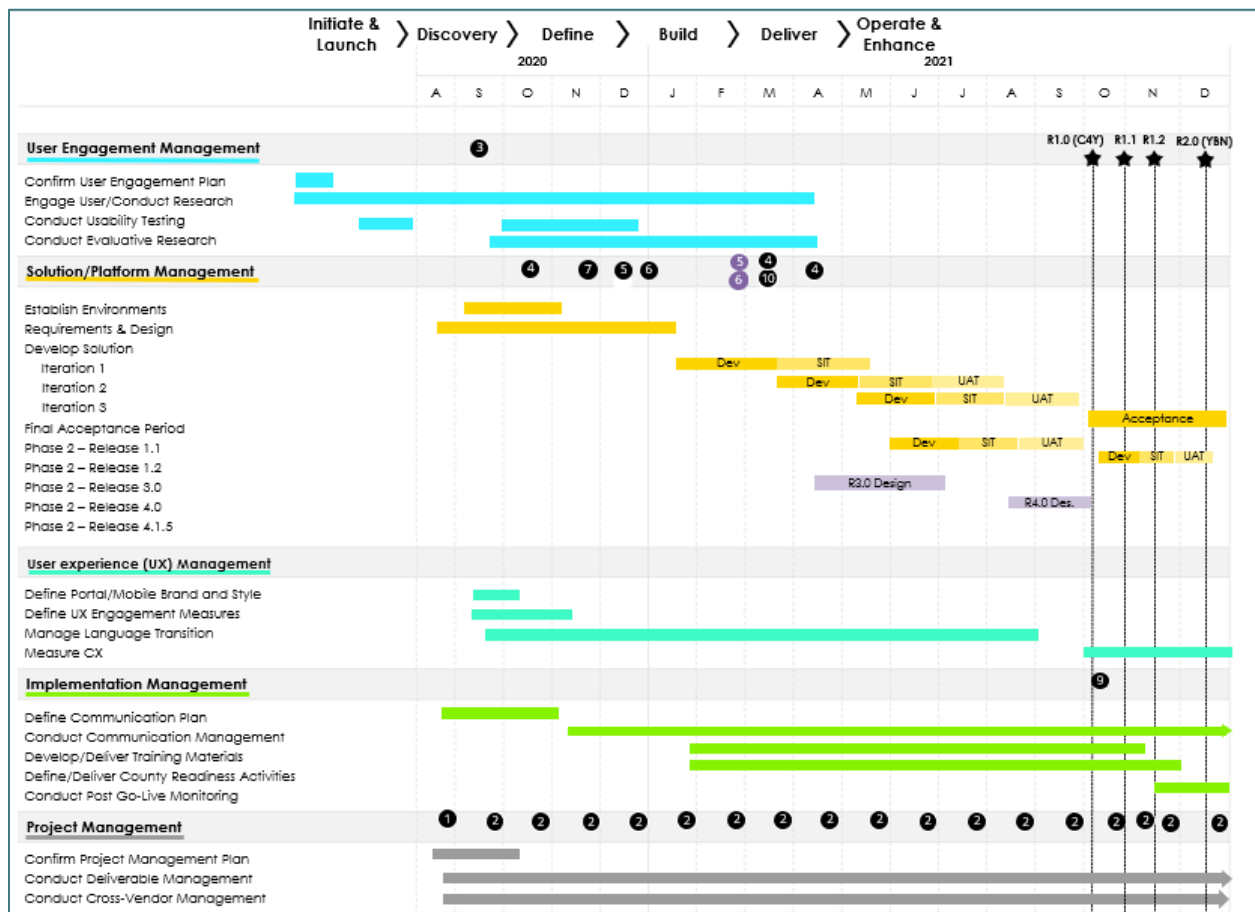 Initiate & Launch
Discovery
Define
Build
Deliver
Operate & Enhance
2020
2021
A S O N D J F M A M J J A S O N D
R1.0 (C4Y) R1.1 R1.2 R2.0 (YBN)
User Engagement Management
3
Confirm User Engagement Plan
Engage User/Conduct Research
Conduct Usability Testing
Conduct Evaluative Research
Solution/Platform Management
4 7 5 6 5 4 4
6 10
Establish Environments
Requirements & Design
Develop Solution
Iteration 1
Dev SIT
Iteration 2
Dev SIT UAT
Iteration 3
Dev SIT UAT
Final Acceptance Period
Acceptance
Phase 2 – Release 1.1
Dev SIT UAT
Dev SIT UAT
Phase 2 – Release 1.2
Phase 2 – Release 3.0
R3.0 Design
Phase 2 – Release 4.0
R4.0 Des.
Phase 2 – Release 4.1.5
User experience (UX) Management
Define Portal/Mobile Brand and Style
Define UX Engagement Measures
Manage Language Transition
Measure CX
Implementation Management
9
Define Communication Plan
Conduct Communication Management
Develop/Deliver Training Materials
Define/Deliver County Readiness Activities
Conduct Post Go-Live Monitoring
Project Management
1 2 2 2 2 2 2 2 2 2 2 2 2 2 2 2 2 2
Confirm Project Management Plan
Conduct Deliverable Management
Conduct Cross-Vendor Management